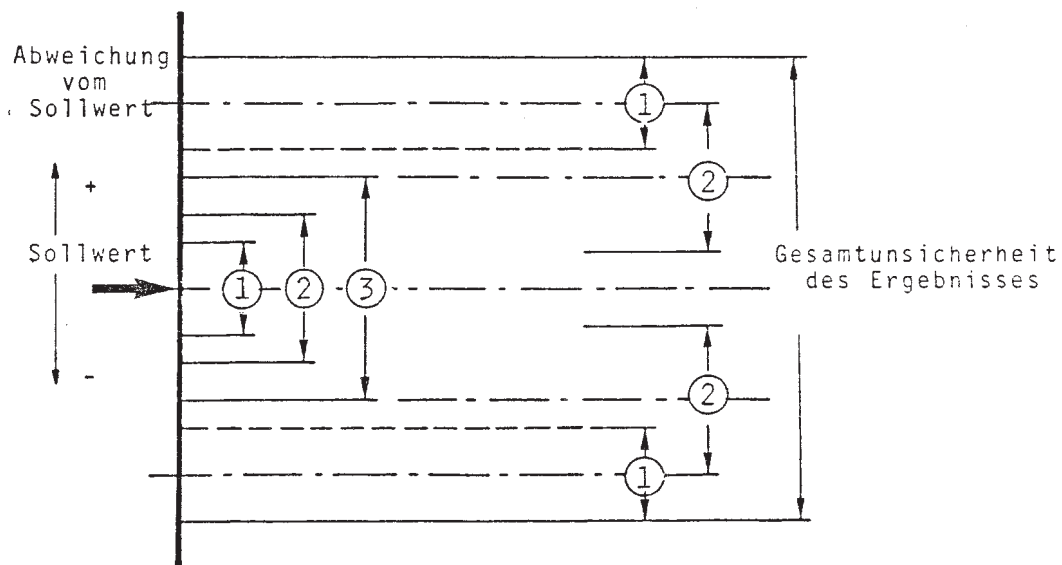 Abweichung
vom
Sollwert
+
Sollwert
-
1
2
3
1
2
2
1
Gesamtunsicherheit
des Ergebnisses